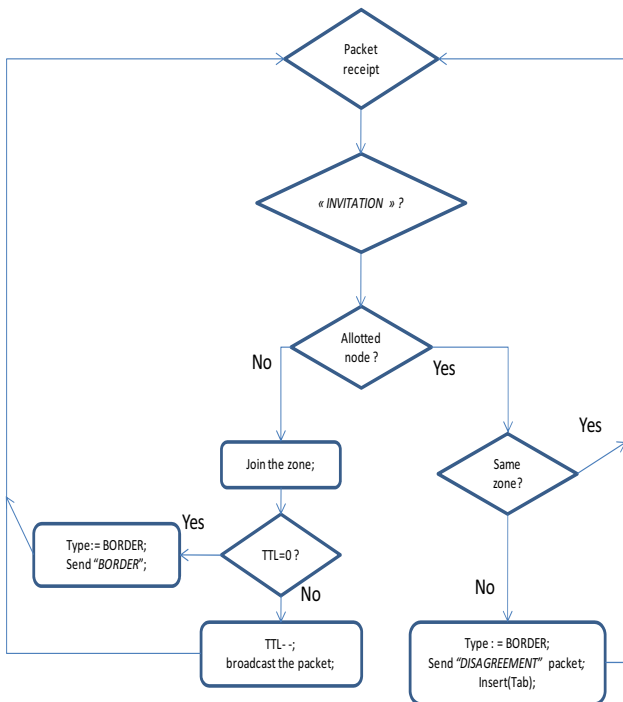 Packet
receipt
« INVITATION » ?
Allotted
node ?
No
Yes
Yes
Join the zone;
Same
zone?
Yes
Type:= BORDER;
Send “BORDER”;
TTL=0 ?
No
No
TTL- -;
broadcast the packet;
Type : = BORDER;
Send “DISAGREEMENT” packet;
Insert(Tab);